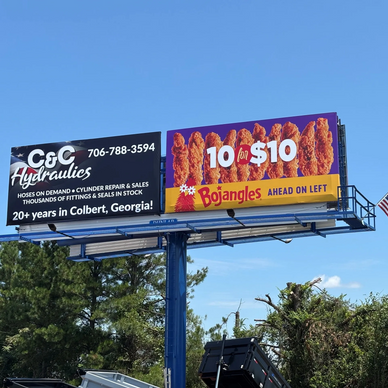 C&C
706-788-3594
Hydraulics
HOSES ON DEMAND • CYLINDER REPAIR & SALES
THOUSANDS OF FITTINGS & SEALS IN STOCK
20+ years in Colbert, Georgia!
10 for $10
Bojangles AHEAD ON LEFT